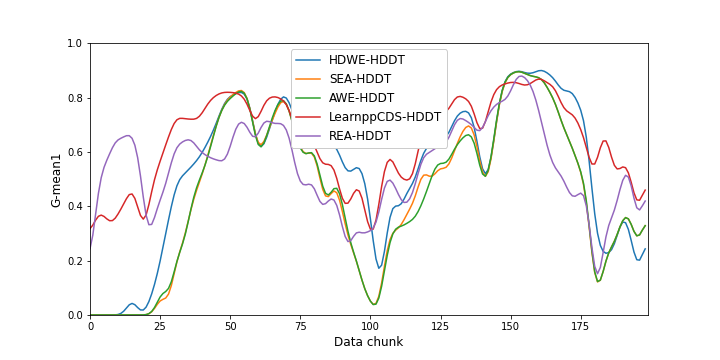 1.0
0.8
0.6
0.4
0.2
0.0
G-mean1
HDWE-HDDT
SEA-HDDT
AWE-HDDT
LearnppCDS-HDDT
REA-HDDT
0 25 50 75 100 125 150 175
Data chunk